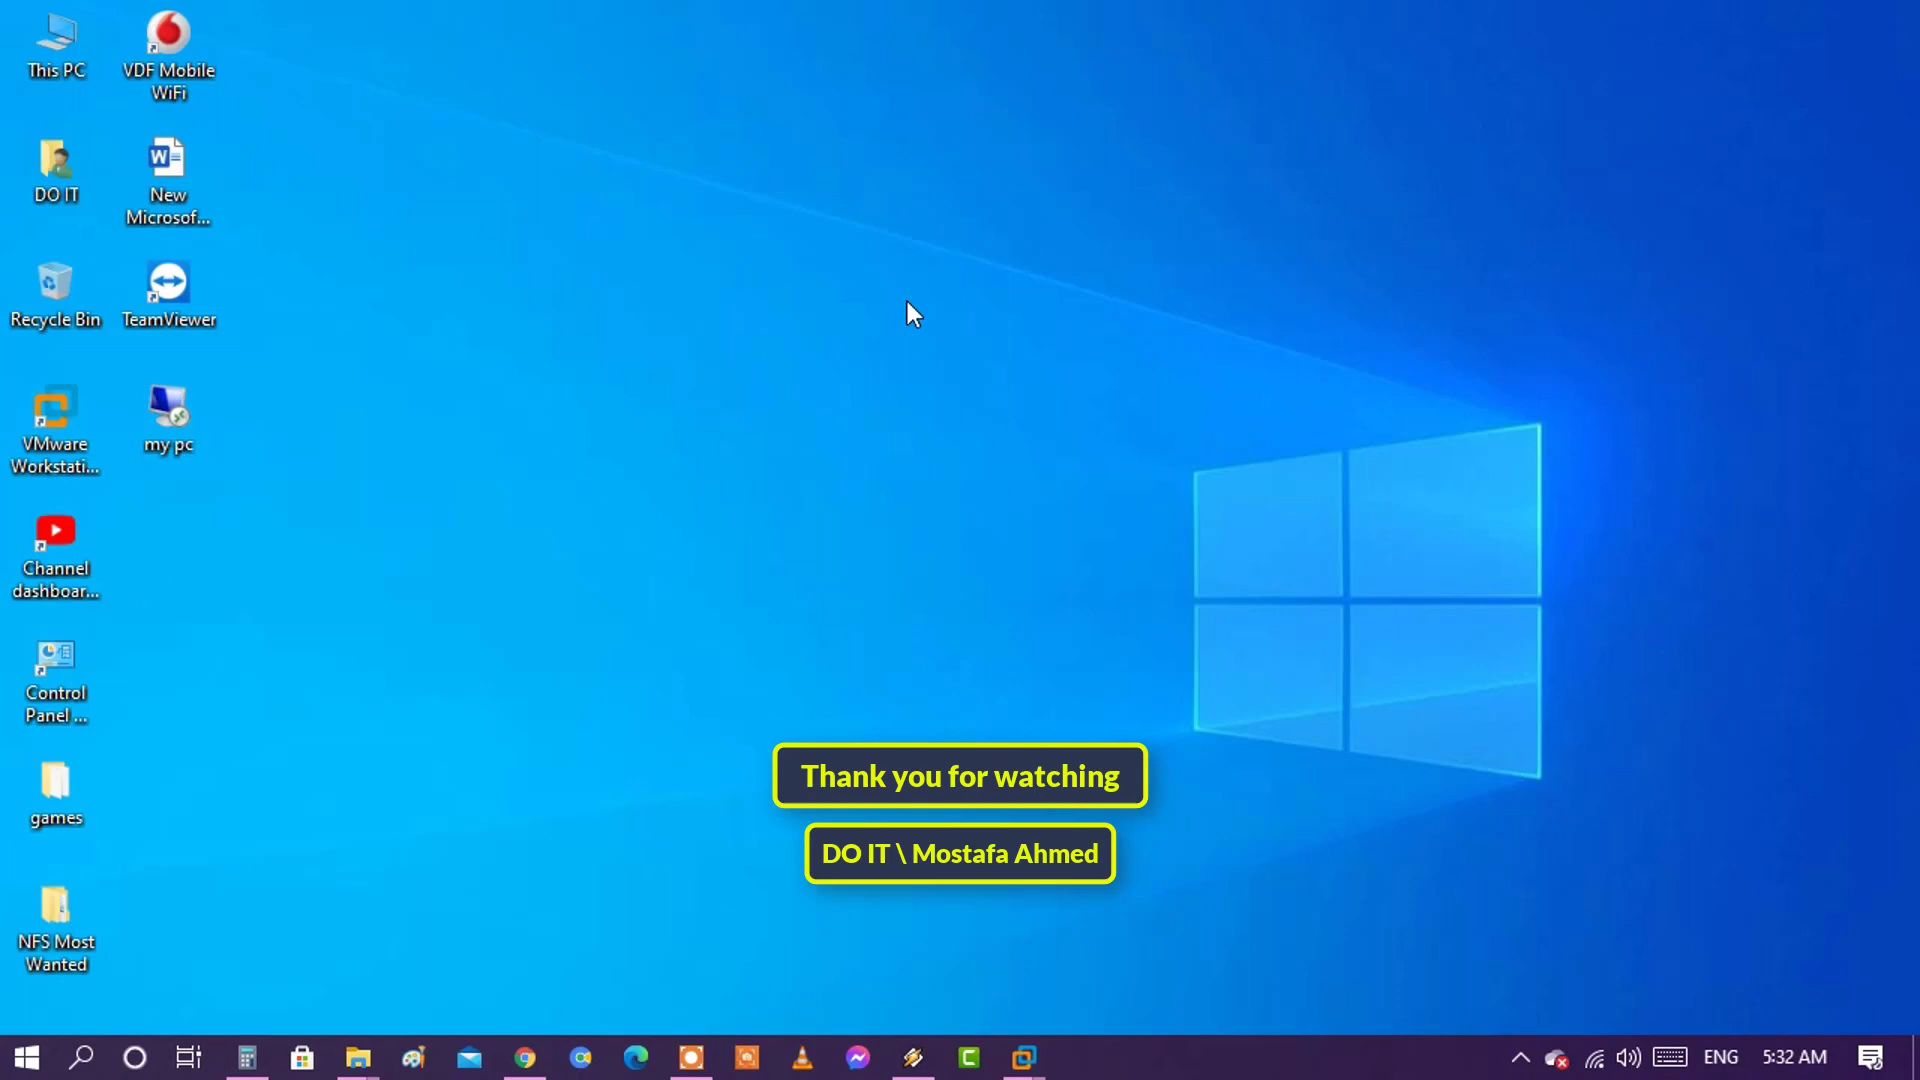 This PC
VDF Mobile
WiFi
DO IT
New
Microsof...
Recycle Bin
TeamViewer
VMware
Workstati...
my pc
Channel
dashboar...
Control
Panel ...
games
NFS Most
Wanted
Thank you for watching
DO IT \ Mostafa Ahmed
ENG
5:32 AM